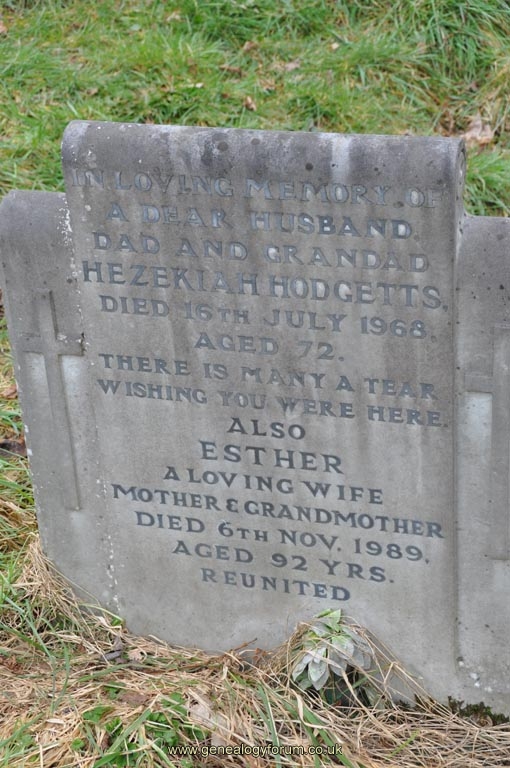 IN LOVING MEMORY OF
A DEAR HUSBAND
DAD AND GRANDAD
HEZEKIAH HODGETTS,
DIED 16TH JULY 1968.
AGED 72.
THERE IS MANY A TEAR
WISHING YOU WERE HERE.
ALSO
ESTHER
A LOVING WIFE
MOTHER & GRANDMOTHER
DIED 6TH NOV. 1989,
AGED 92 YRS.
REUNITED
www.genealogyforum.co.uk